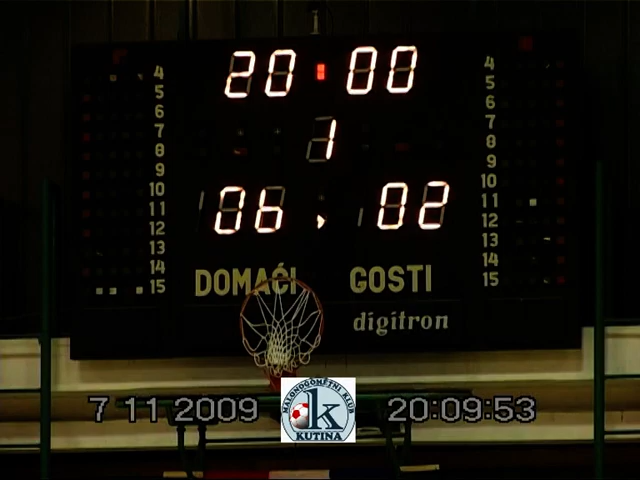 20:00
4 4
5 5
6 6
7 1 7
8 8
9 9
10 10
11 06 02 11
12 12
13 13
14 14
15 DOMAĆI GOSTI 15
digitron
MALONOGOMETNI KLUB
k
KUTINA
7 11 2009 20:09:53